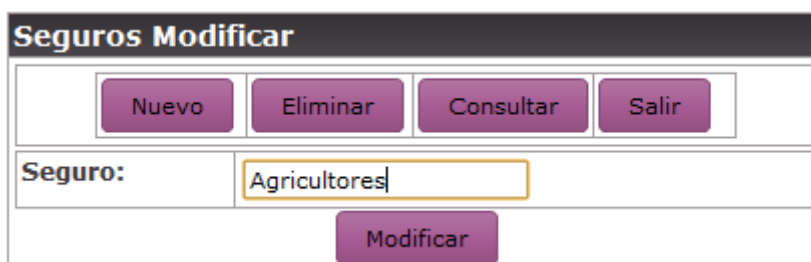 Seguros Modificar
Nuevo Eliminar Consultar Salir
Seguro: Agricultores
Modificar